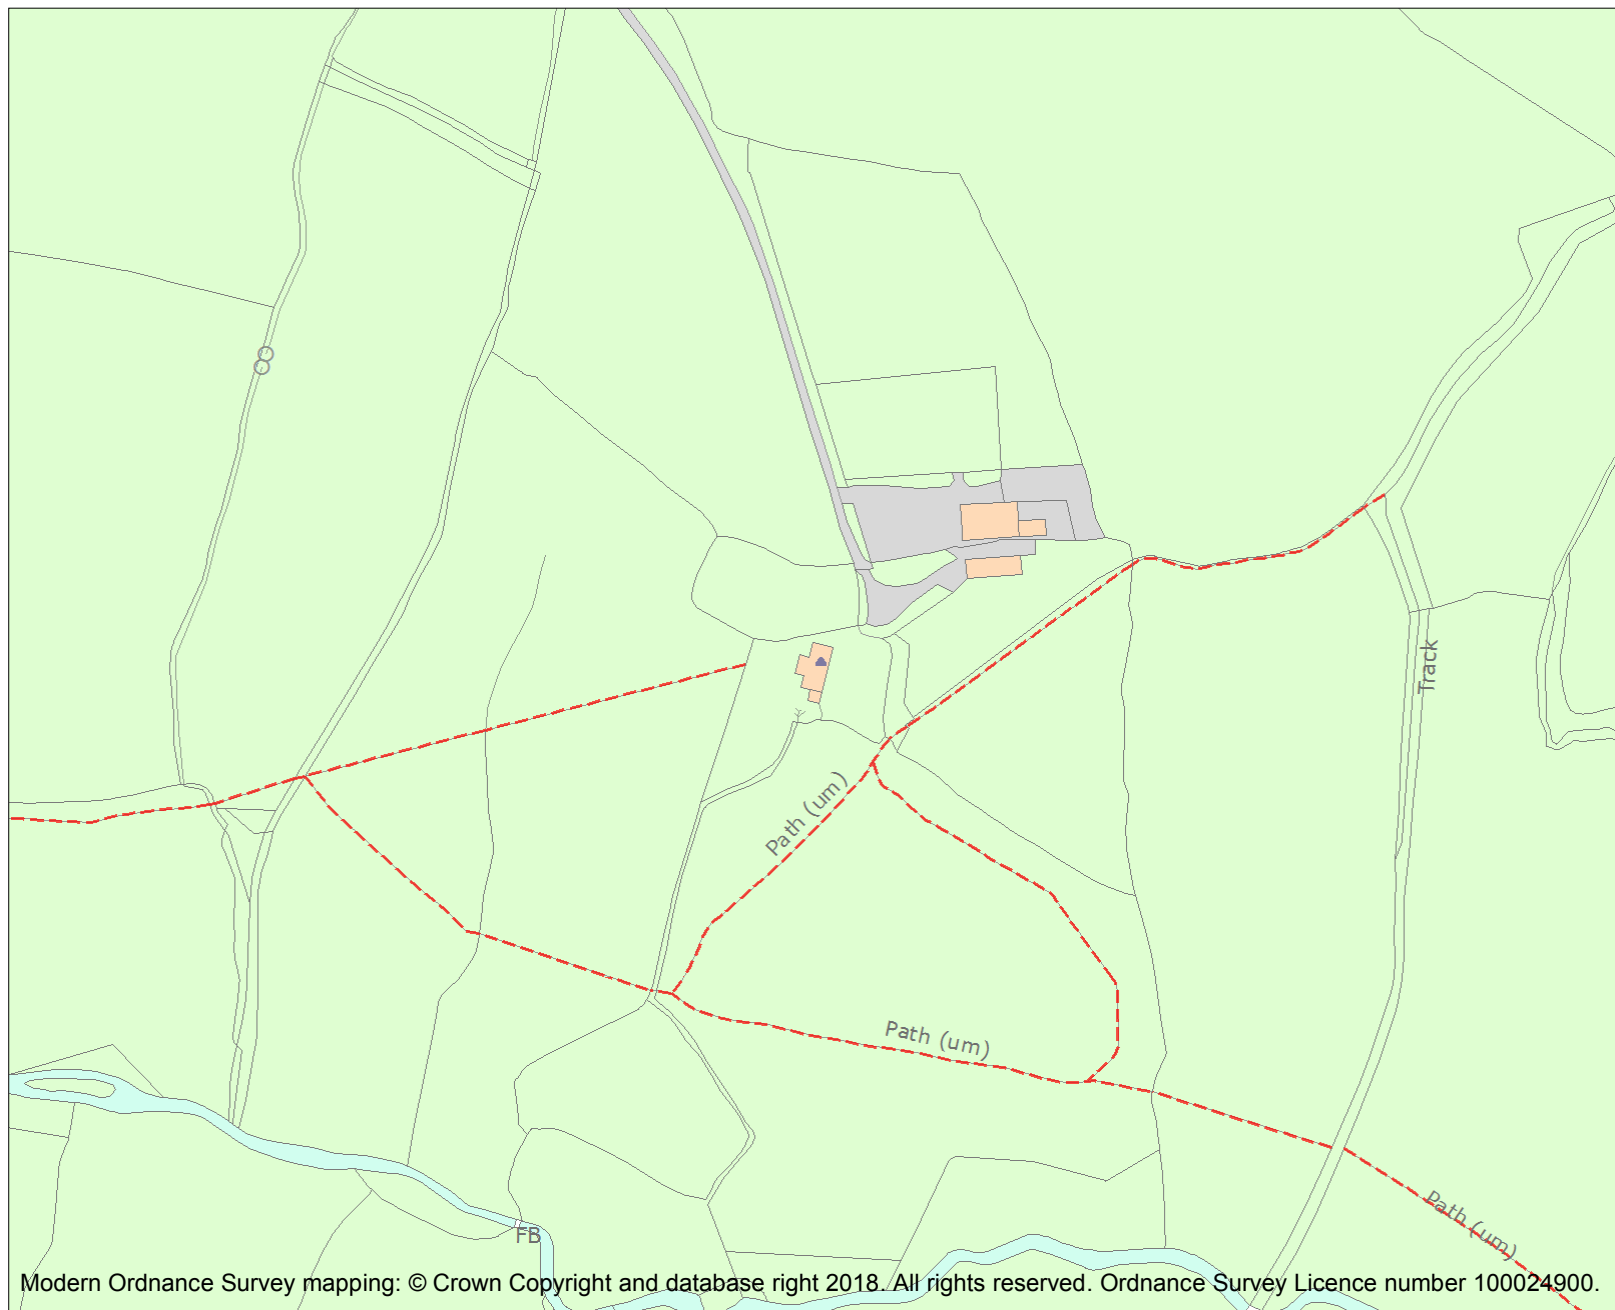 Track
Path (um)
Path (um)
Path (um)
FB
Modern Ordnance Survey mapping: © Crown Copyright and database right 2018. All rights reserved. Ordnance Survey Licence number 100024900.